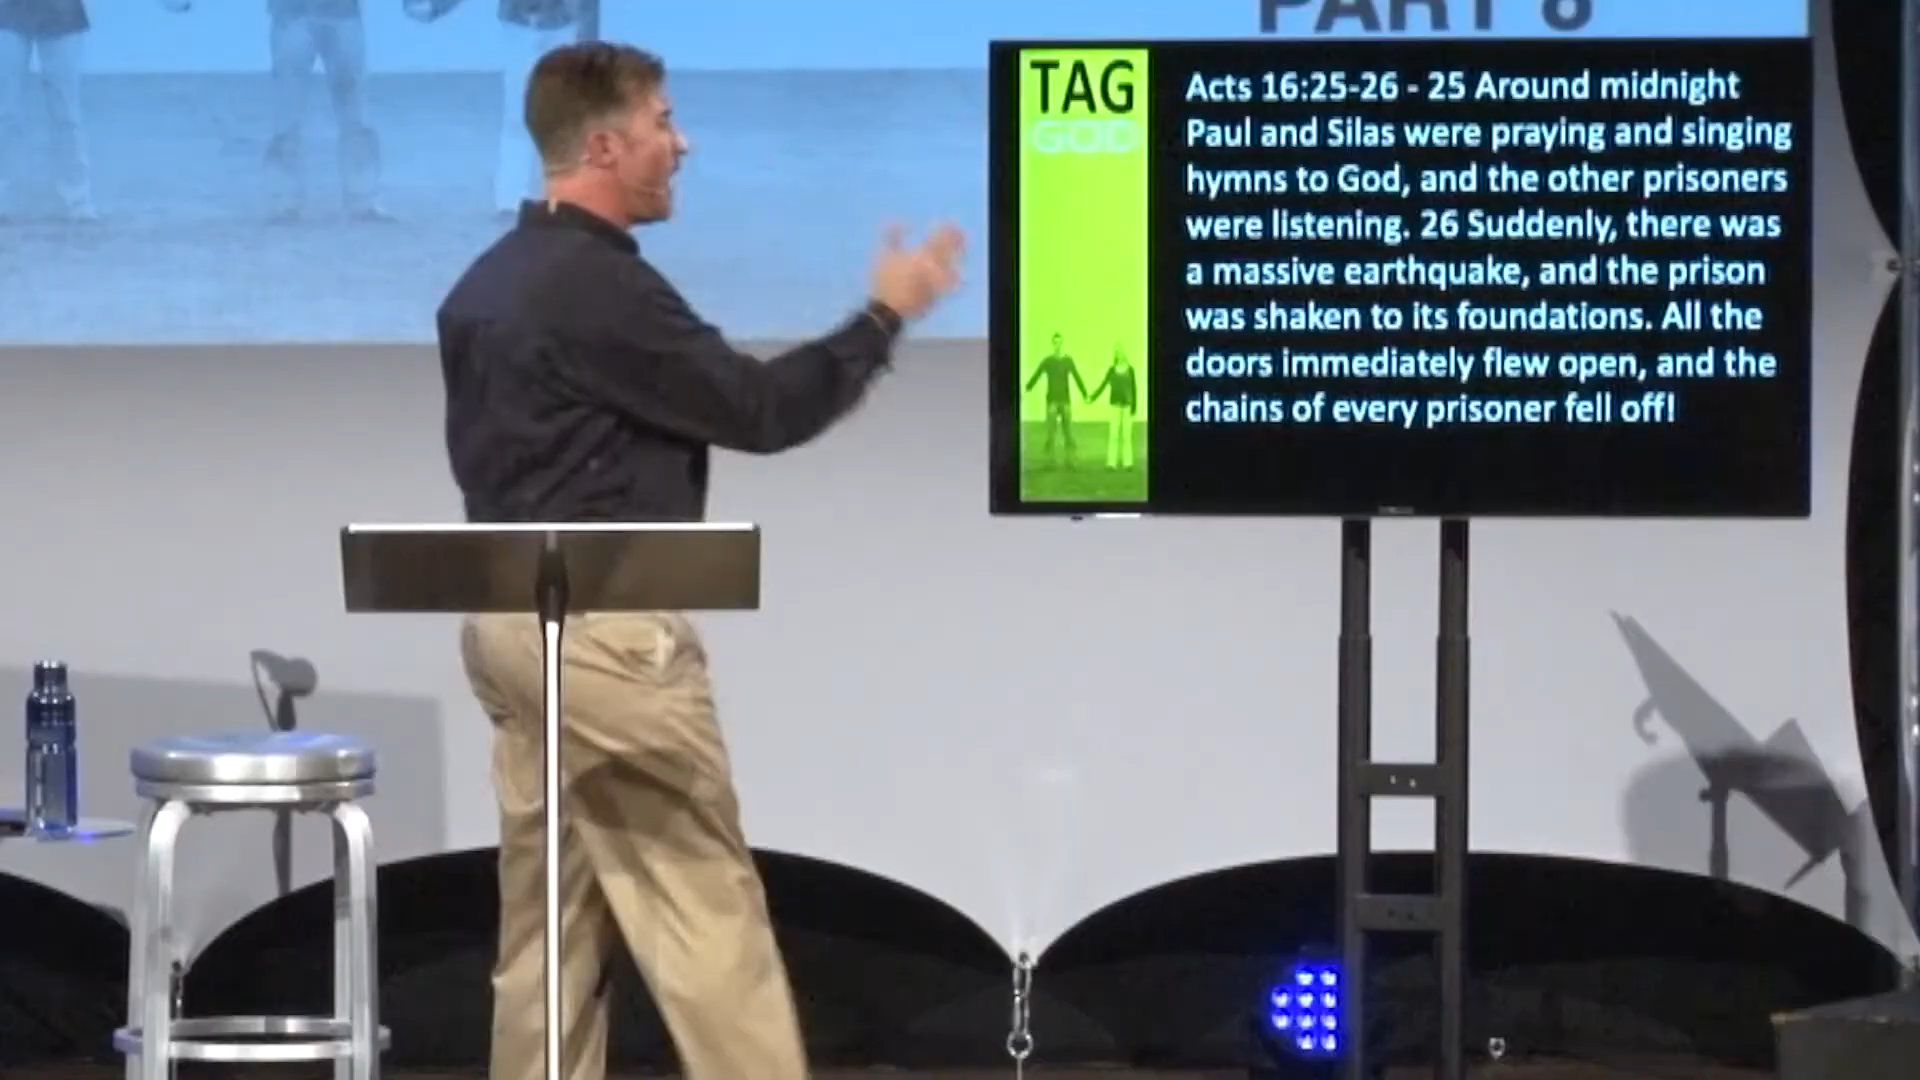 PART 8
TAG
GOD
Acts 16:25-26 - 25 Around midnight
Paul and Silas were praying and singing
hymns to God, and the other prisoners
were listening. 26 Suddenly, there was
a massive earthquake, and the prison
was shaken to its foundations. All the
doors immediately flew open, and the
chains of every prisoner fell off!